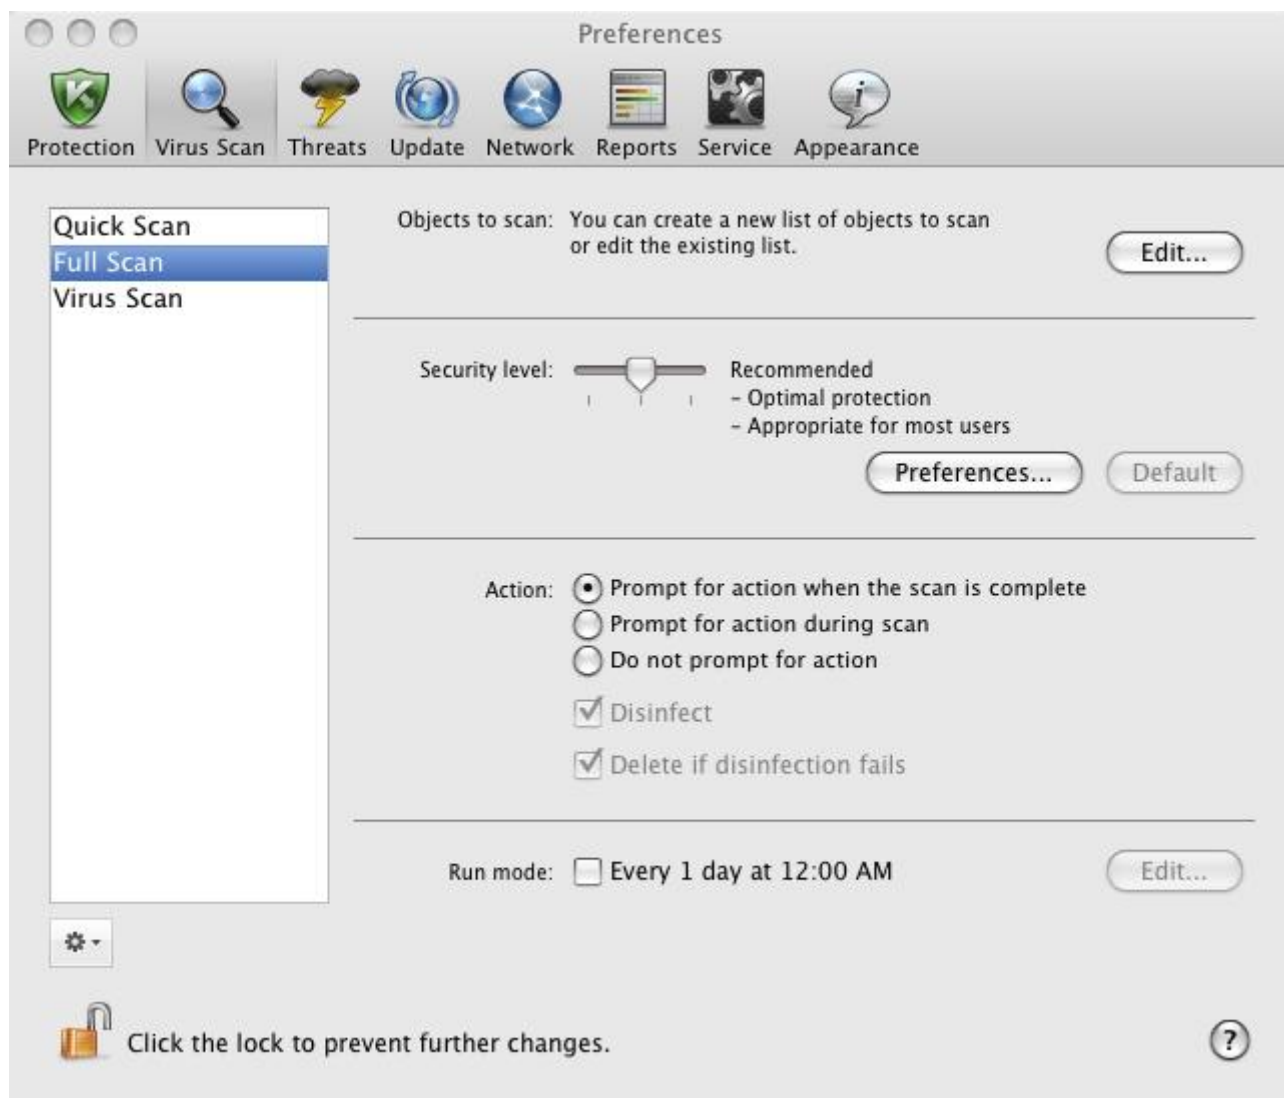 Preferences
Protection Virus Scan Threats Update Network Reports Service Appearance
Quick Scan
Full Scan
Virus Scan
Objects to scan: You can create a new list of objects to scan
or edit the existing list.
Edit...
Security level: Recommended
– Optimal protection
– Appropriate for most users
Preferences... Default
Action: Prompt for action when the scan is complete
Prompt for action during scan
Do not prompt for action
Disinfect
Delete if disinfection fails
Run mode: Every 1 day at 12:00 AM Edit...
Click the lock to prevent further changes. ?